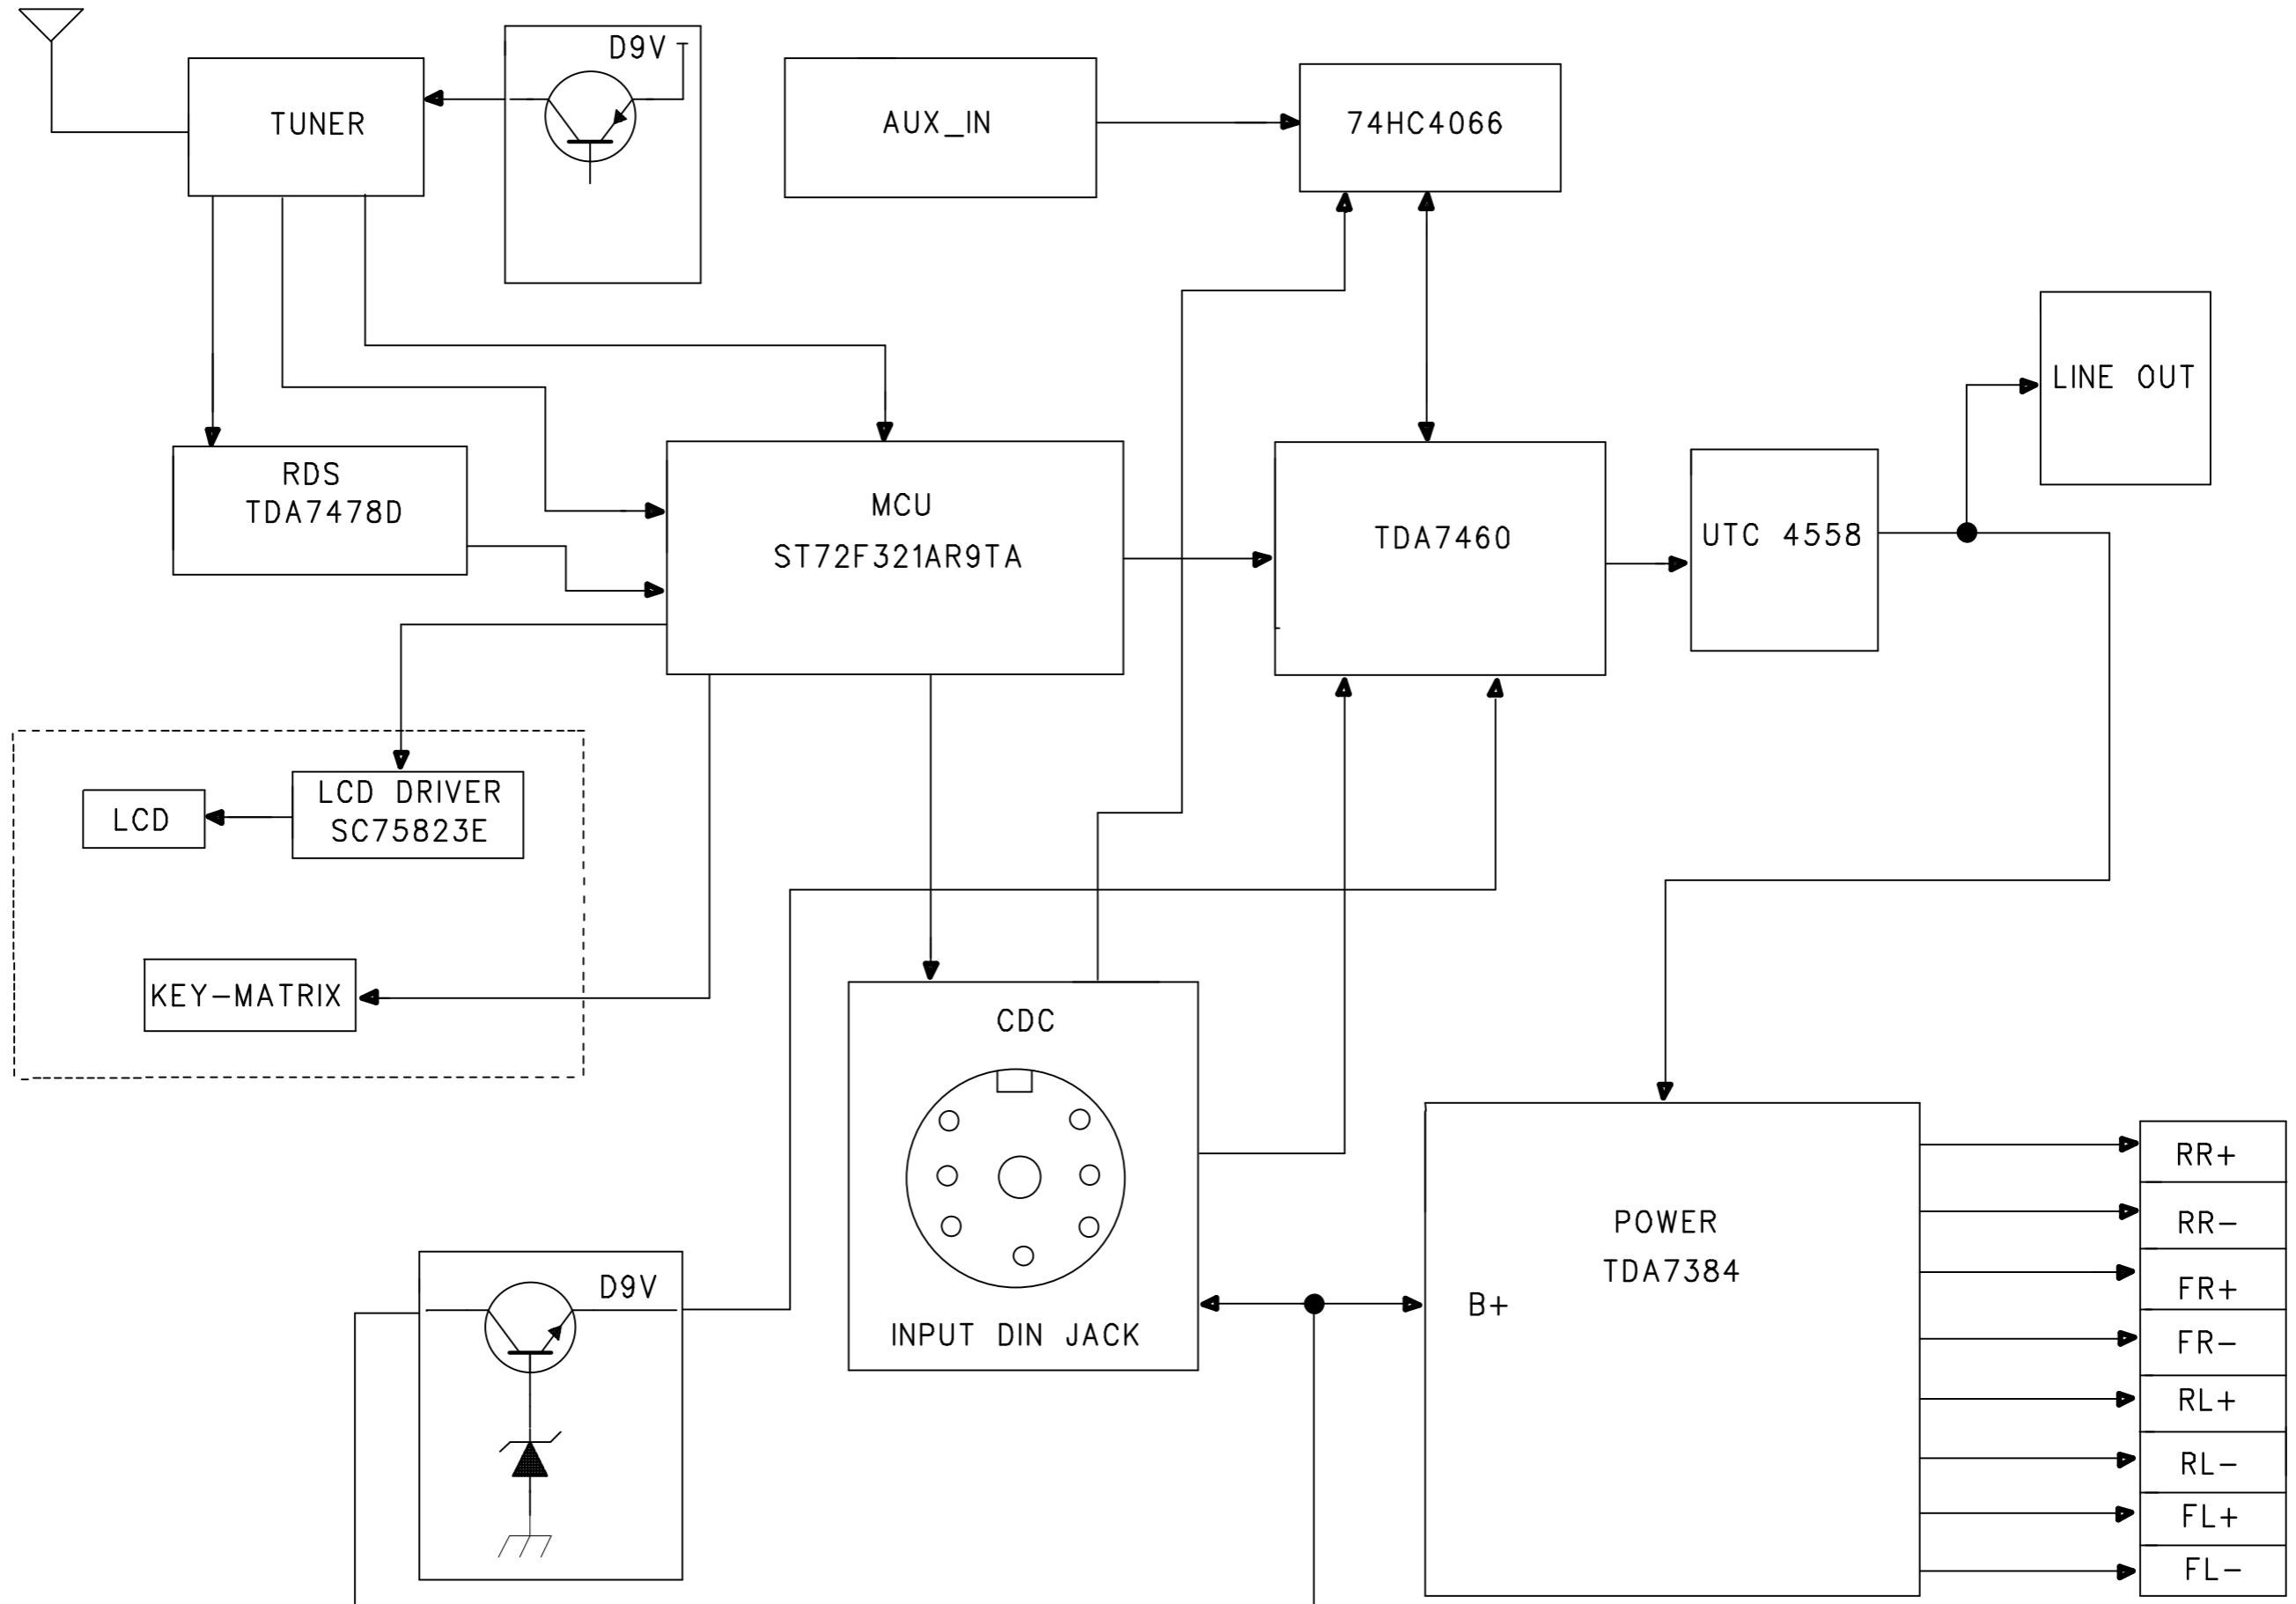 D9V
TUNER
AUX_IN
74HC4066
LINE OUT
RDS
TDA7478D
MCU
ST72F321AR9TA
TDA7460
UTC 4558
LCD
LCD DRIVER
SC75823E
KEY-MATRIX
CDC
INPUT DIN JACK
D9V
POWER
TDA7384
B+
RR+
RR-
FR+
FR-
RL+
RL-
FL+
FL-